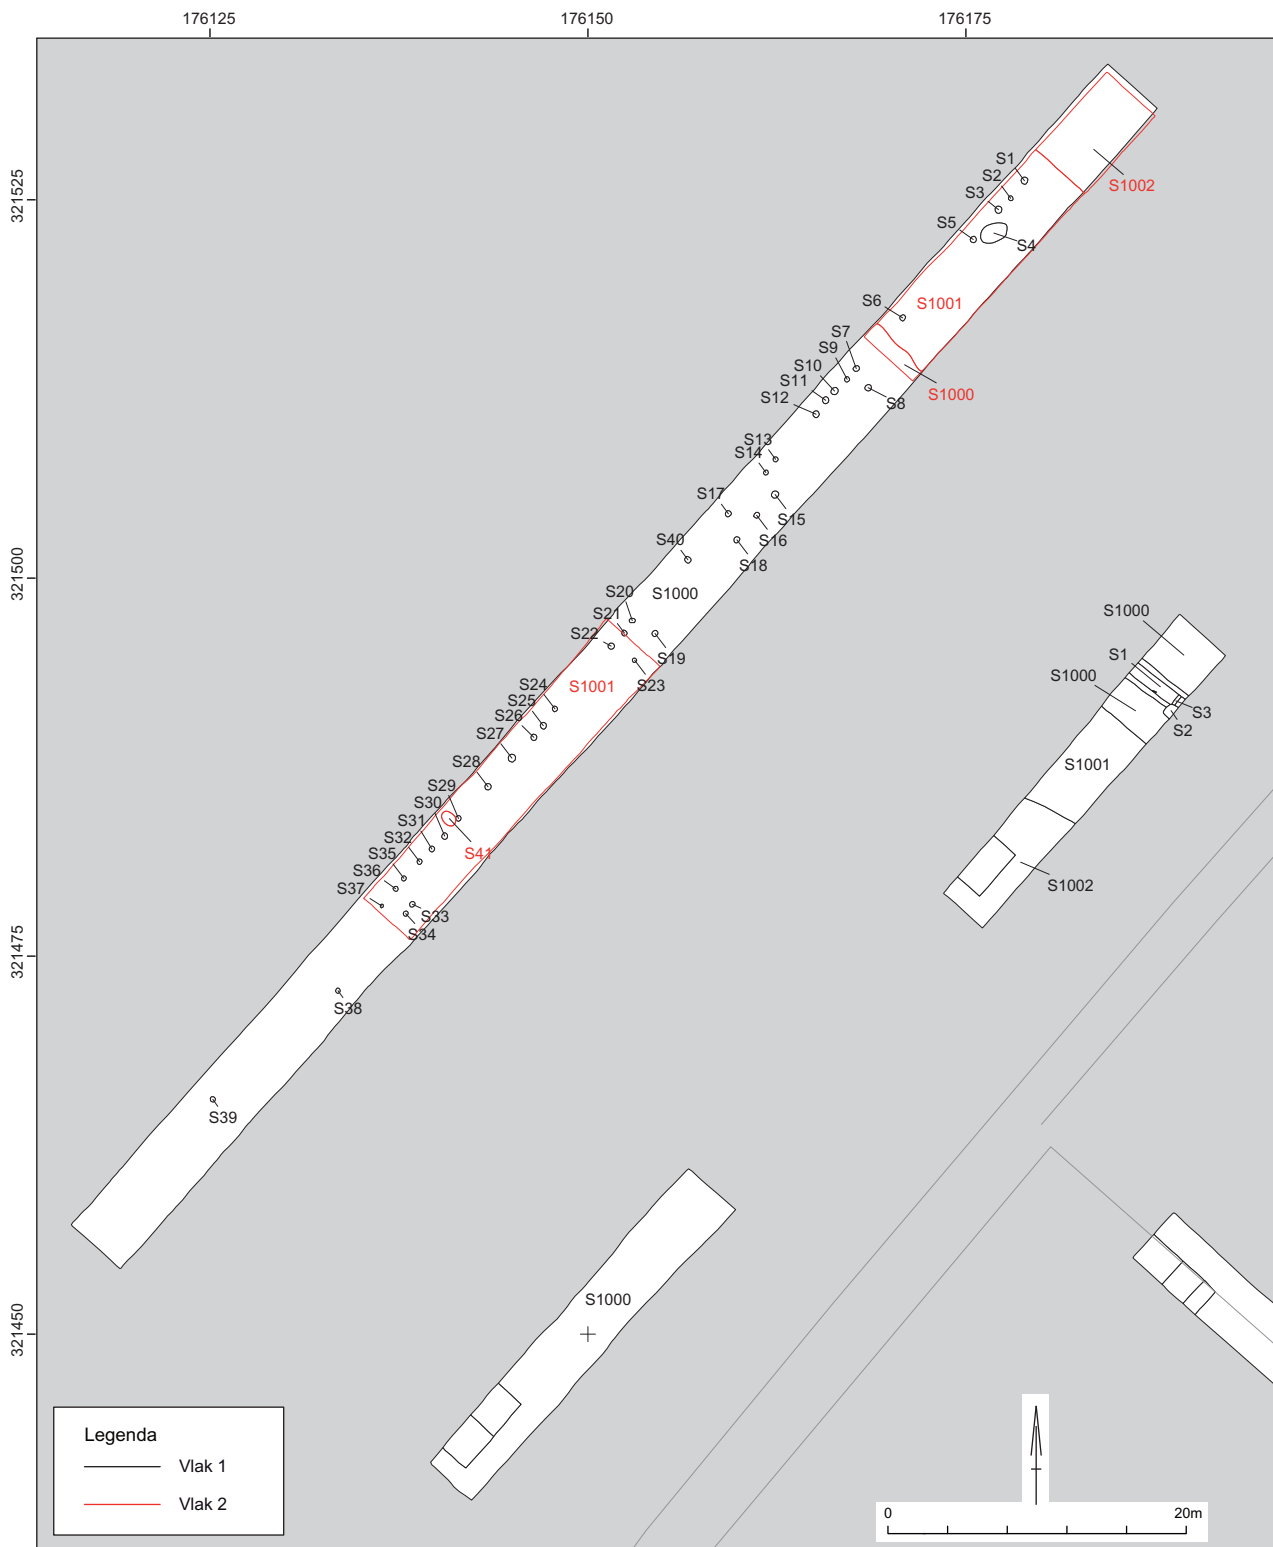 176125
176150
176175
321525
321500
321475
321450
S1
S2
S3
S5
S4
S1002
S6
S1001
S7
S9
S10
S11
S12
S8
S1000
S13
S14
S17
S15
S16
S18
S40
S1000
S20
S21
S22
S19
S23
S1001
S24
S25
S26
S27
S28
S29
S30
S31
S32
S35
S36
S37
S41
S33
S34
S38
S39
S1000
S1
S1000
S3
S2
S1001
S1002
S1000
Legenda
Vlak 1
Vlak 2
0 20m